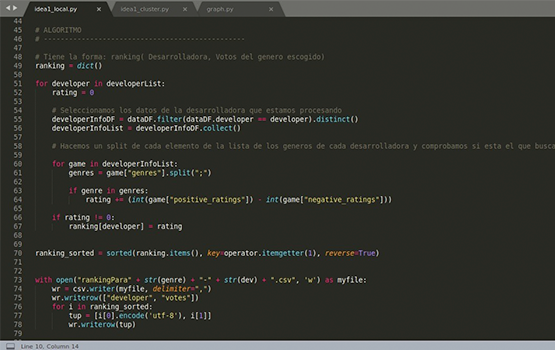 idea1_local.py × idea1_cluster.py × graph.py ×
44
45 # ALGORITMO
46 # -----------------------------------------------
47
48 # Tiene la forma: ranking( Desarrolladora, Votos del genero escogido)
49 ranking = dict()
50
51 for developer in developerList:
52 rating = 0
53
54 # Seleccionamos los datos de la desarrolladora que estamos procesando
55 developerInfoDF = dataDF.filter(dataDF.developer == developer).distinct()
56 developerInfoList = developerInfoDF.collect()
57
58 # Hacemos un split de cada elemento de la lista de los generos de cada desarrolladora y comprobamos si esta el que busca
59
60 for game in developerInfoList:
61 genres = game["genres"].split(";")
62
63 if genre in genres:
64 rating += (int(game["positive_ratings"]) - int(game["negative_ratings"]))
65
66 if rating != 0:
67 ranking[developer] = rating
68
69
70 ranking_sorted = sorted(ranking.items(), key=operator.itemgetter(1), reverse=True)
71
72
73 with open("rankingPara" + str(genre) + "-" + str(dev) + ".csv", 'w') as myfile:
74 wr = csv.writer(myfile, delimiter=",")
75 wr.writerow(["developer", "votes"])
76 for i in ranking_sorted:
77 tup = [i[0].encode('utf-8'), i[1]]
78 wr.writerow(tup)
79
Line 10, Column 14